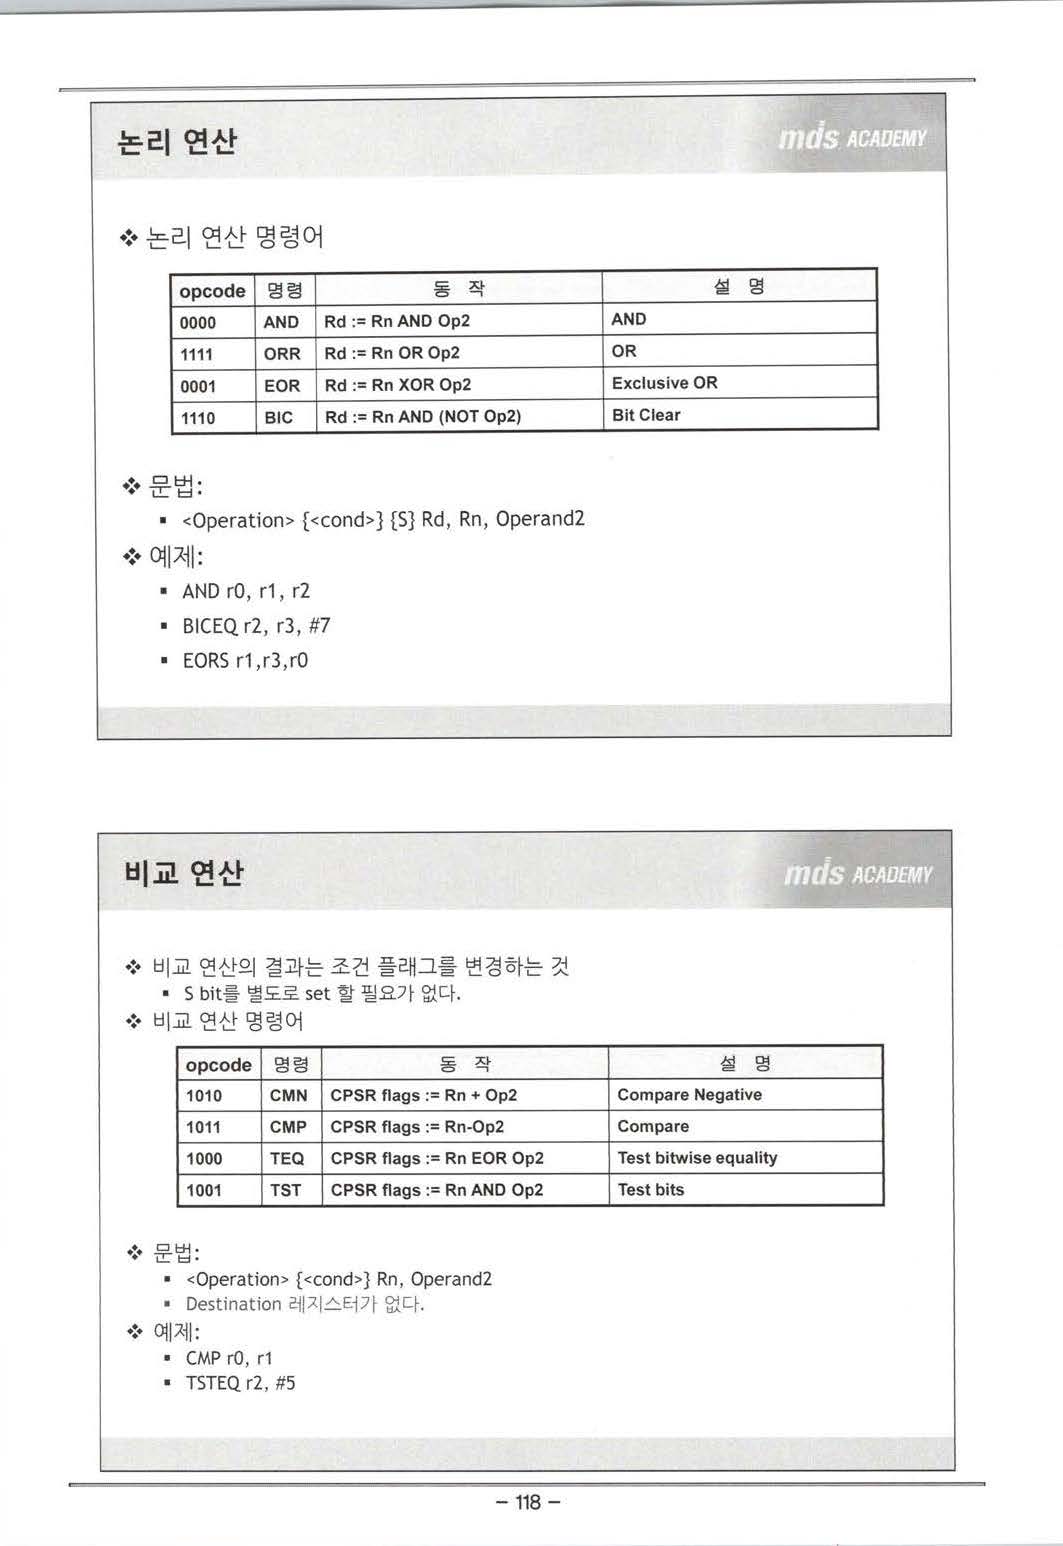 논리 연산
mds ACADEMY
❖ 논리 연산 명령어
opcode 명령 동 작 설 명
0000 AND Rd := Rn AND Op2 AND
1111 ORR Rd := Rn OR Op2 OR
0001 EOR Rd := Rn XOR Op2 Exclusive OR
1110 BIC Rd := Rn AND (NOT Op2) Bit Clear
❖ 문법:
▪ <Operation> {<cond>} {S} Rd, Rn, Operand2
❖ 예제:
▪ AND r0, r1, r2
▪ BICEQ r2, r3, #7
▪ EORS r1,r3,r0
비교 연산
mds ACADEMY
❖ 비교 연산의 결과는 조건 플래그를 변경하는 것
▪ S bit를 별도로 set 할 필요가 없다.
❖ 비교 연산 명령어
opcode 명령 동 작 설 명
1010 CMN CPSR flags := Rn + Op2 Compare Negative
1011 CMP CPSR flags := Rn-Op2 Compare
1000 TEQ CPSR flags := Rn EOR Op2 Test bitwise equality
1001 TST CPSR flags := Rn AND Op2 Test bits
❖ 문법:
▪ <Operation> {<cond>} Rn, Operand2
▪ Destination 레지스터가 없다.
❖ 예제:
▪ CMP r0, r1
▪ TSTEQ r2, #5
– 118 –